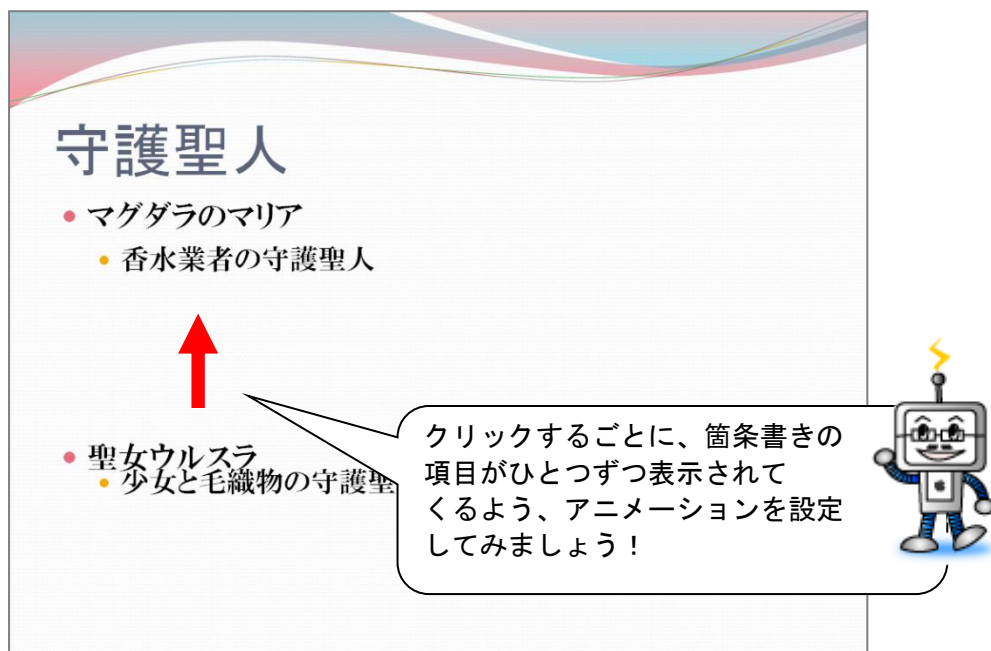 守護聖人
マグダラのマリア
香水業者の守護聖人
聖女ウルスラ
少女と毛織物の守護聖
クリックするごとに、箇条書きの
項目がひとつずつ表示されて
くるよう、アニメーションを設定
してみましょう！